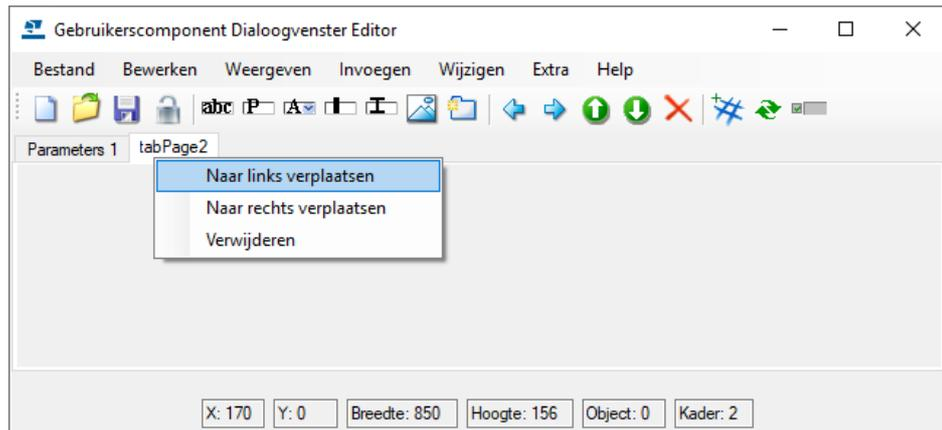 Gebruikerscomponent Dialoogvenster Editor
Bestand Bewerken Weergeven Invoegen Wijzigen Extra Help
abc P A
Parameters 1 tabPage2
Naar links verplaatsen
Naar rechts verplaatsen
Verwijderen
X: 170 Y: 0 Breedte: 850 Hoogte: 156 Object: 0 Kader: 2